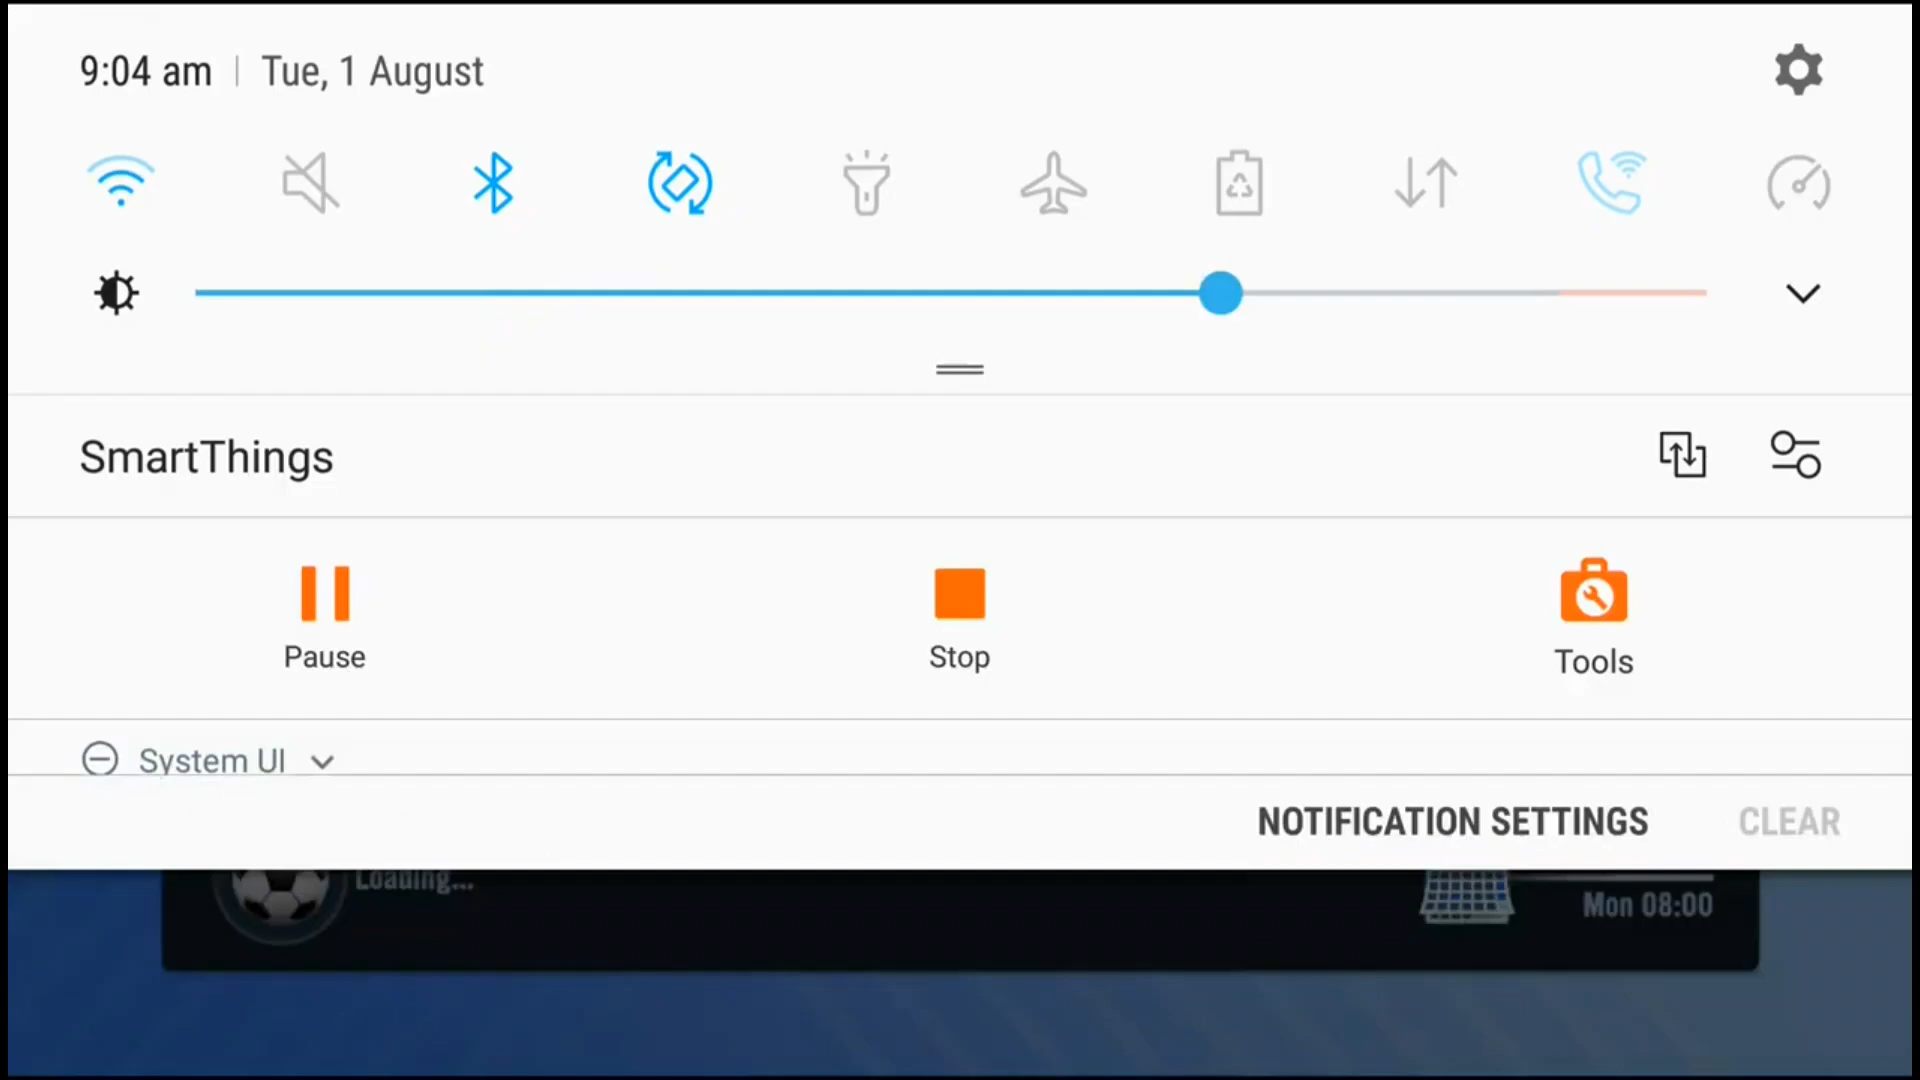 9:04 am | Tue, 1 August
SmartThings
Pause
Stop
Tools
System UI
NOTIFICATION SETTINGS
CLEAR
Loading...
Mon 08:00